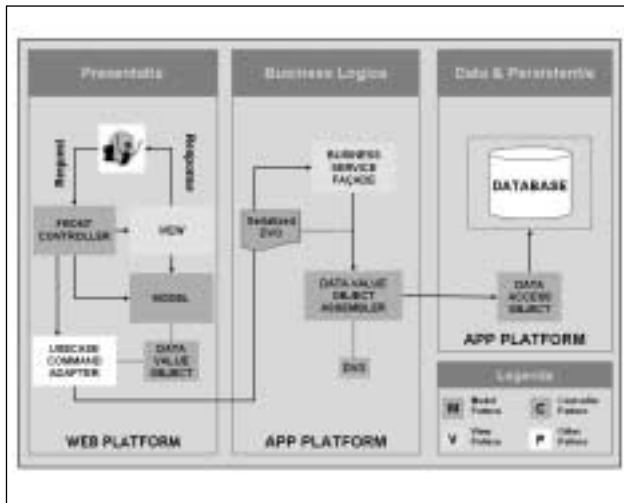 Presentatie
Business Logica
Data & Persistentie
Request
Response
FRONT
CONTROLLER
VIEW
MODEL
USECASE
COMMAND
ADAPTER
DATA
VALUE
OBJECT
WEB PLATFORM
BUSINESS
SERVICE
FAÇADE
Serialized
DVO
DATA VALUE
OBJECT
ASSEMBLER
DVO
APP PLATFORM
DATABASE
DATA
ACCESS
OBJECT
APP PLATFORM
Legenda
M Model
Pattern
C Controller
Pattern
V View
Pattern
P Other
Pattern